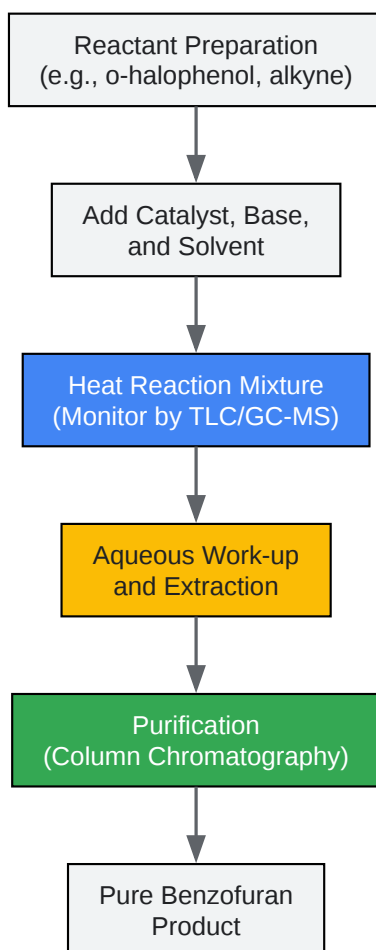 Reactant Preparation
(e.g., o-halophenol, alkyne)
Add Catalyst, Base,
and Solvent
Heat Reaction Mixture
(Monitor by TLC/GC-MS)
Aqueous Work-up
and Extraction
Purification
(Column Chromatography)
Pure Benzofuran
Product